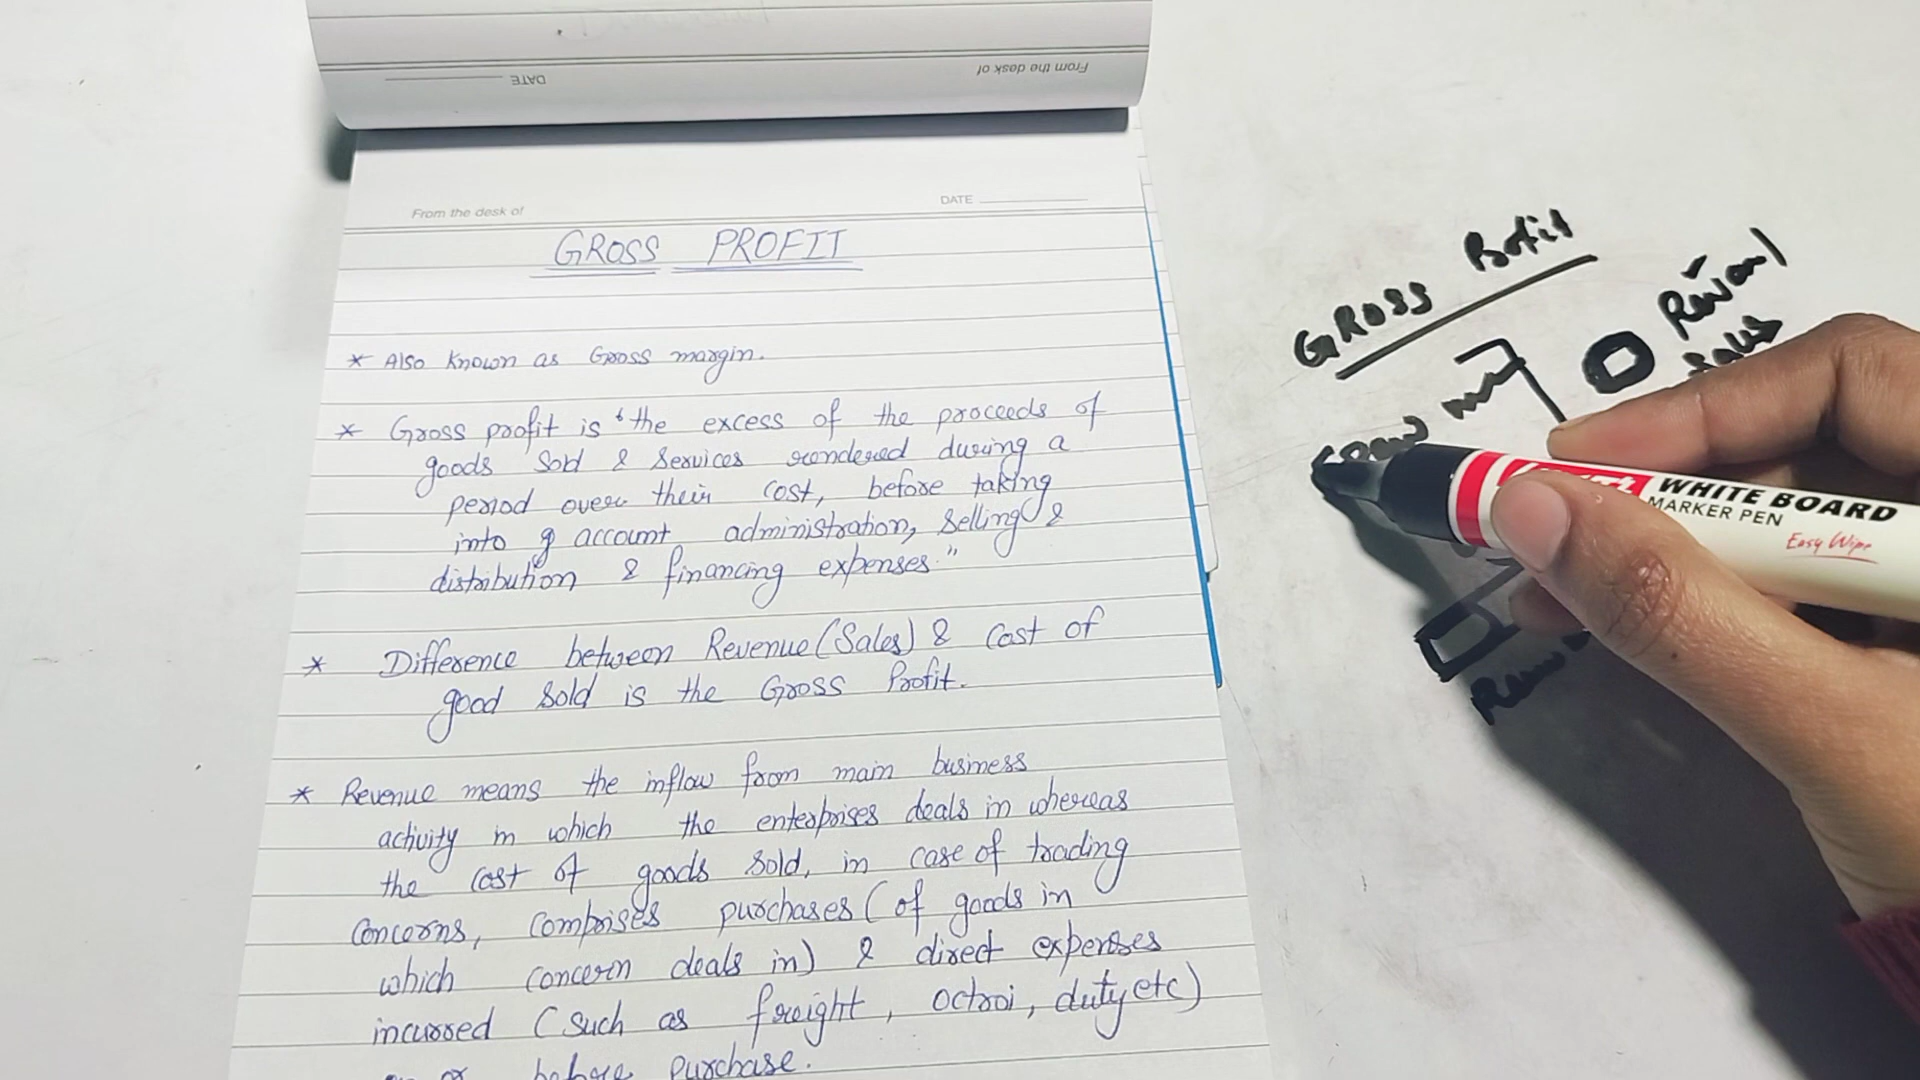 From the desk of
DATE
From the desk of
DATE
GROSS PROFIT
* Also known as Gross margin.
* Gross profit is "the excess of the proceeds of
goods sold & services rendered during a
period over their cost, before taking
into account administration, selling &
distribution & financing expenses."
* Difference between Revenue (Sales) & Cost of
good sold is the Gross Profit.
* Revenue means the inflow from main business
activity in which the enterprises deals in whereas
the cost of goods sold, in case of trading
concerns, comprises purchases (of goods in
which concern deals in) & direct expenses
incurred (such as freight, octroi, duty etc)
before purchase.
GROSS Profit
Sales
Raw
WHITE BOARD
MARKER PEN
Easy Wipe